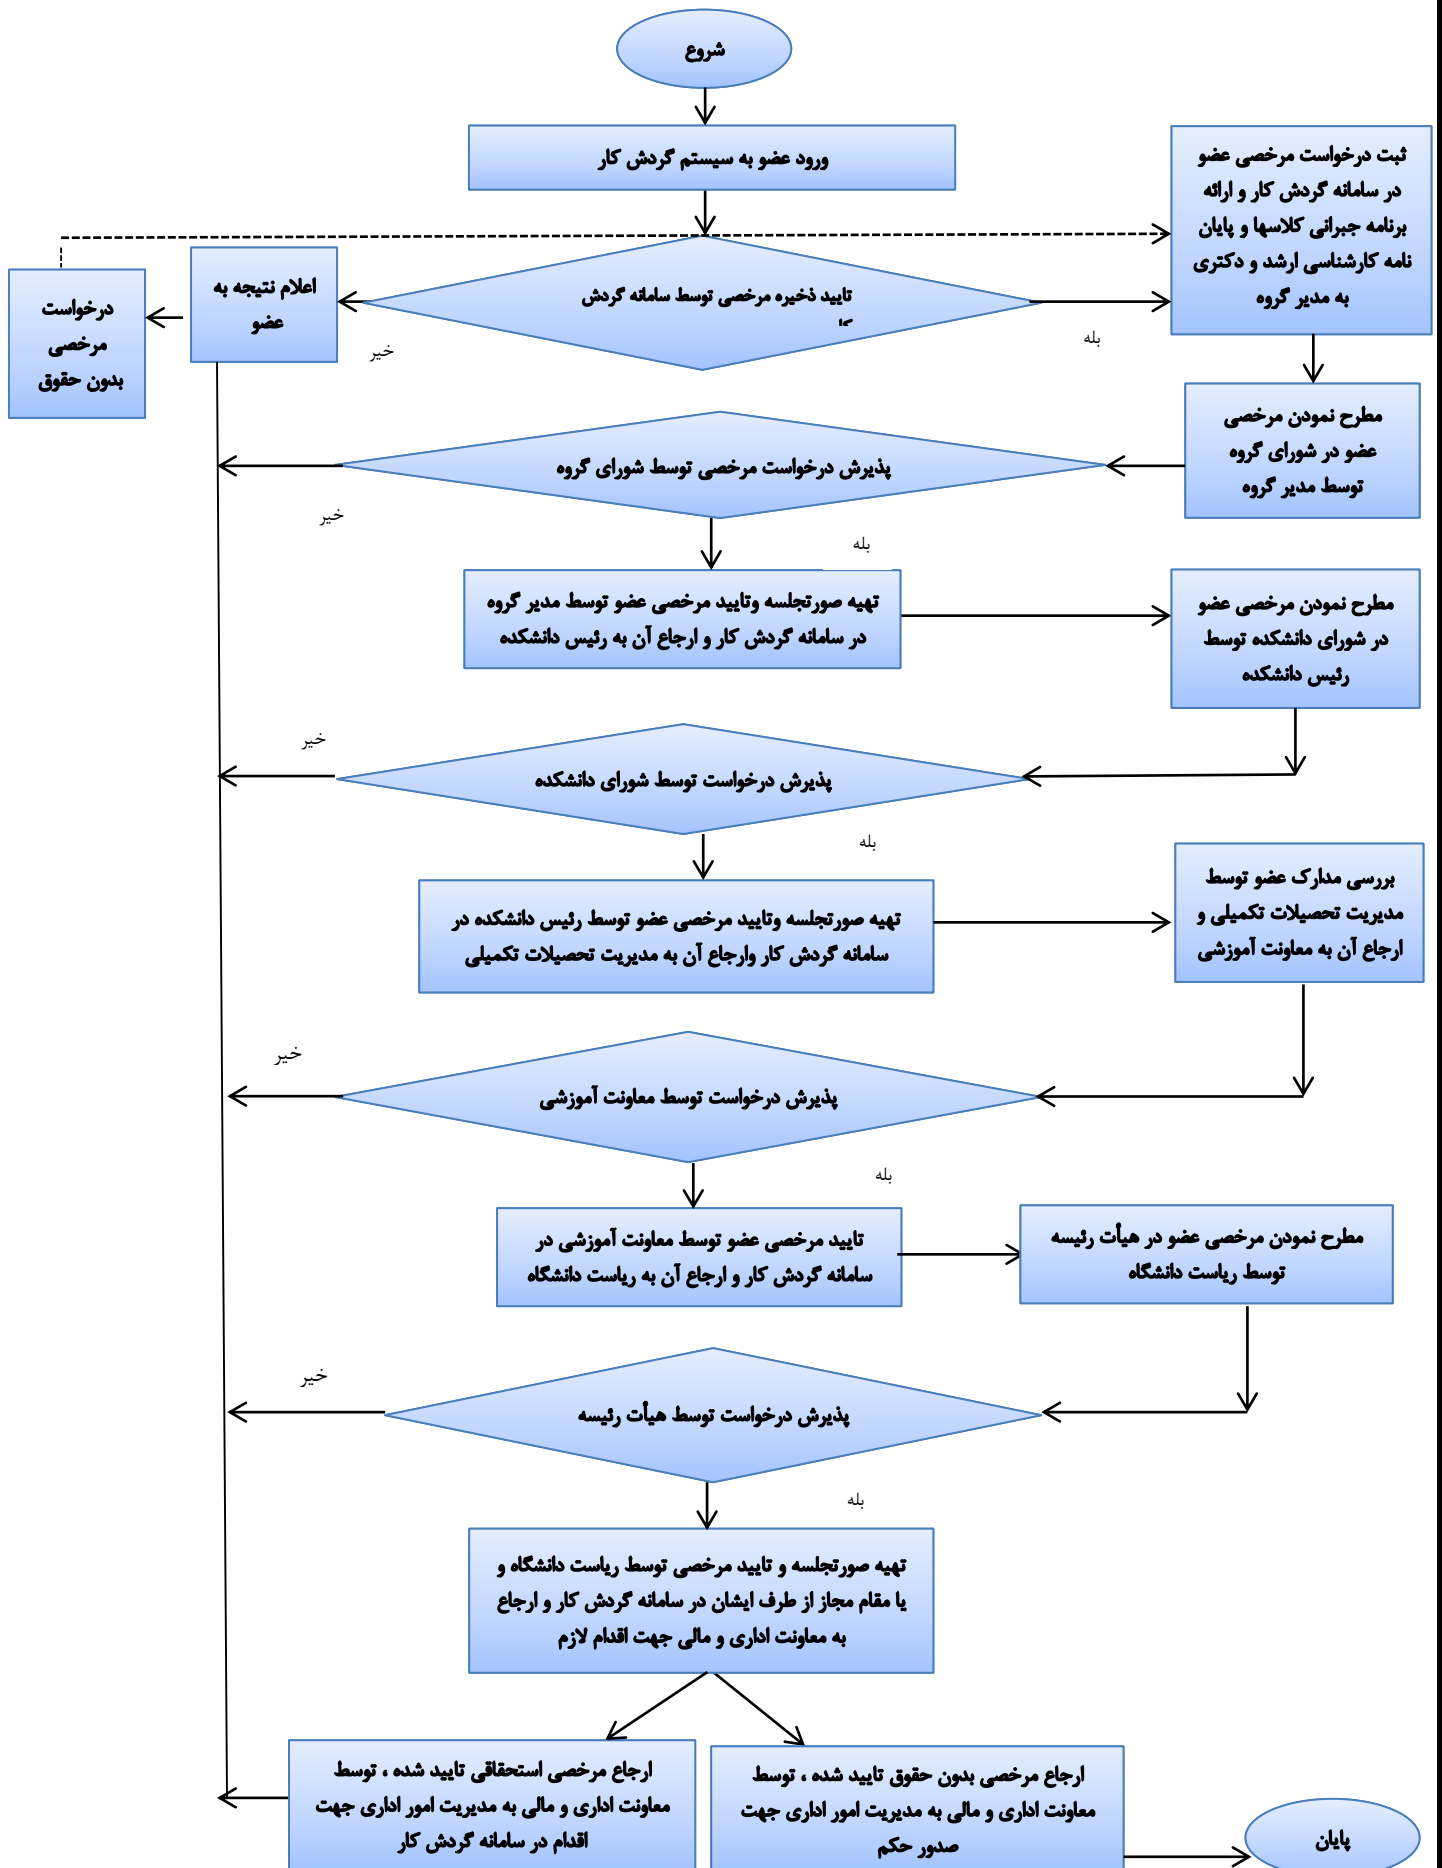 شروع
ورود عضو به سیستم گردش کار
ثبت درخواست مرخصی عضو
در سامانه گردش کار و ارائه
برنامه جبرانی کلاسها و پایان
نامه کارشناسی ارشد و دکتری
به مدیر گروه
تایید ذخیره مرخصی توسط سامانه گردش
بله
خیر
اعلام نتیجه به
عضو
درخواست
مرخصی
بدون حقوق
مطرح نمودن مرخصی
عضو در شورای گروه
توسط مدیر گروه
پذیرش درخواست مرخصی توسط شورای گروه
خیر
بله
تهیه صورتجلسه وتایید مرخصی عضو توسط مدیر گروه
در سامانه گردش کار و ارجاع آن به رئیس دانشکده
مطرح نمودن مرخصی عضو
در شورای دانشکده توسط
رئیس دانشکده
پذیرش درخواست توسط شورای دانشکده
خیر
بله
تهیه صورتجلسه وتایید مرخصی عضو توسط رئیس دانشکده در
سامانه گردش کار وارجاع آن به مدیریت تحصیلات تکمیلی
بررسی مدارک عضو توسط
مدیریت تحصیلات تکمیلی و
ارجاع آن به معاونت آموزشی
پذیرش درخواست توسط معاونت آموزشی
خیر
بله
تایید مرخصی عضو توسط معاونت آموزشی در
سامانه گردش کار و ارجاع آن به ریاست دانشگاه
مطرح نمودن مرخصی عضو در هیأت رئیسه
توسط ریاست دانشگاه
پذیرش درخواست توسط هیأت رئیسه
خیر
بله
تهیه صورتجلسه و تایید مرخصی توسط ریاست دانشگاه و
یا مقام مجاز از طرف ایشان در سامانه گردش کار و ارجاع
به معاونت اداری و مالی جهت اقدام لازم
ارجاع مرخصی بدون حقوق تایید شده ، توسط
معاونت اداری و مالی به مدیریت امور اداری جهت
صدور حکم
ارجاع مرخصی استحقاقی تایید شده ، توسط
معاونت اداری و مالی به مدیریت امور اداری جهت
اقدام در سامانه گردش کار
پایان